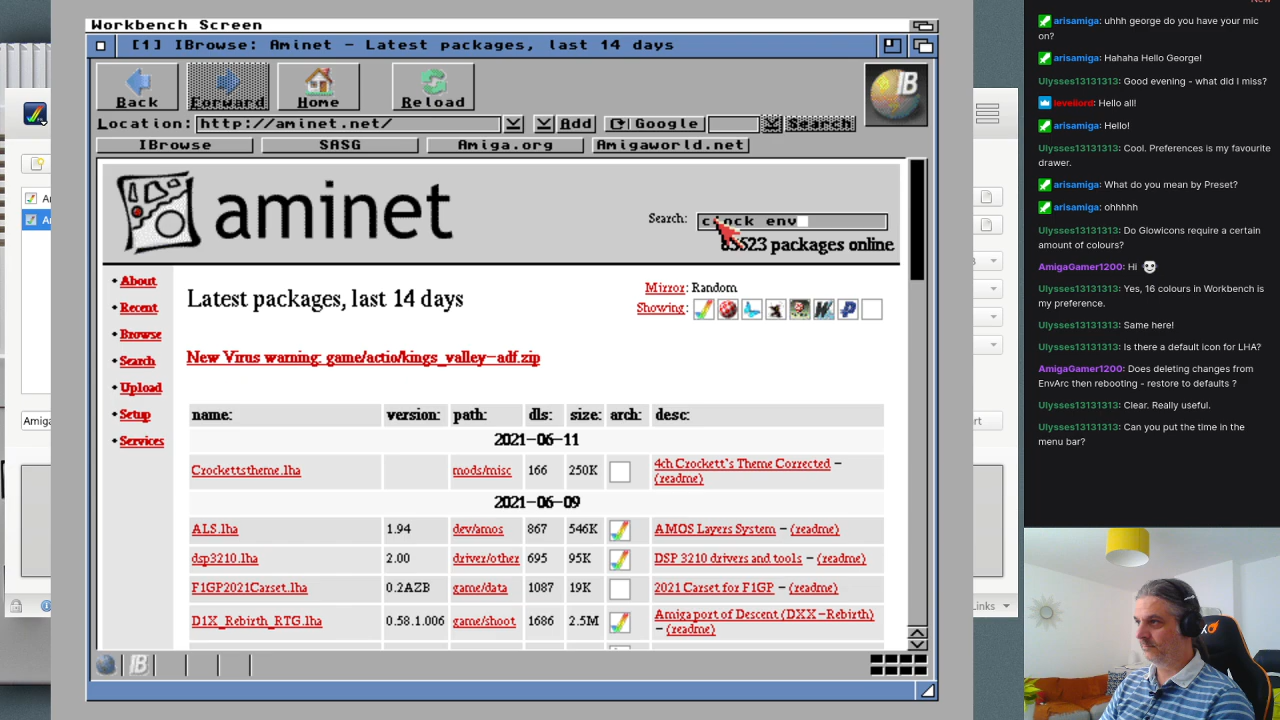 Workbench Screen
[1] IBrowse: Aminet - Latest packages, last 14 days
Back
Forward
Home
Reload
IB
Location: http://aminet.net/ Add Google Search
IBrowse
SASG
Amiga.org
Amigaworld.net
aminet
Search: clock env
83523 packages online
About
Recent
Browse
Search
Upload
Setup
Services
Latest packages, last 14 days
Mirror: Random
Showing:
New Virus warning: game/actio/kings_valley-adf.zip
name: version: path: dls: size: arch: desc:
2021-06-11
Crockettstheme.lha mods/misc 166 250K 4ch Crockett's Theme Corrected -
(readme)
2021-06-09
ALS.lha 1.94 dev/amos 867 546K AMOS Layers System - (readme)
dsp3210.lha 2.00 driver/other 695 95K DSP 3210 drivers and tools - (readme)
F1GP2021Carset.lha 0.2AZB game/data 1087 19K 2021 Carset for F1GP - (readme)
D1X_Rebirth_RTG.lha 0.58.1.006 game/shoot 1686 2.5M Amiga port of Descent (DXX-Rebirth)
- (readme)
IB
Amiga
Links
arisamiga: uhhh george do you have your mic
on?
arisamiga: Hahaha Hello George!
Ulysses13131313: Good evening - what did I miss?
levellord: Hello all!
arisamiga: Hello!
Ulysses13131313: Cool. Preferences is my favourite
drawer.
arisamiga: What do you mean by Preset?
arisamiga: ohhhhh
Ulysses13131313: Do Glowicons require a certain
amount of colours?
AmigaGamer1200: Hi
Ulysses13131313: Yes, 16 colours in Workbench is
my preference.
Ulysses13131313: Same here!
Ulysses13131313: Is there a default icon for LHA?
AmigaGamer1200: Does deleting changes from
EnvArc then rebooting - restore to defaults ?
Ulysses13131313: Clear. Really useful.
Ulysses13131313: Can you put the time in the
menu bar?